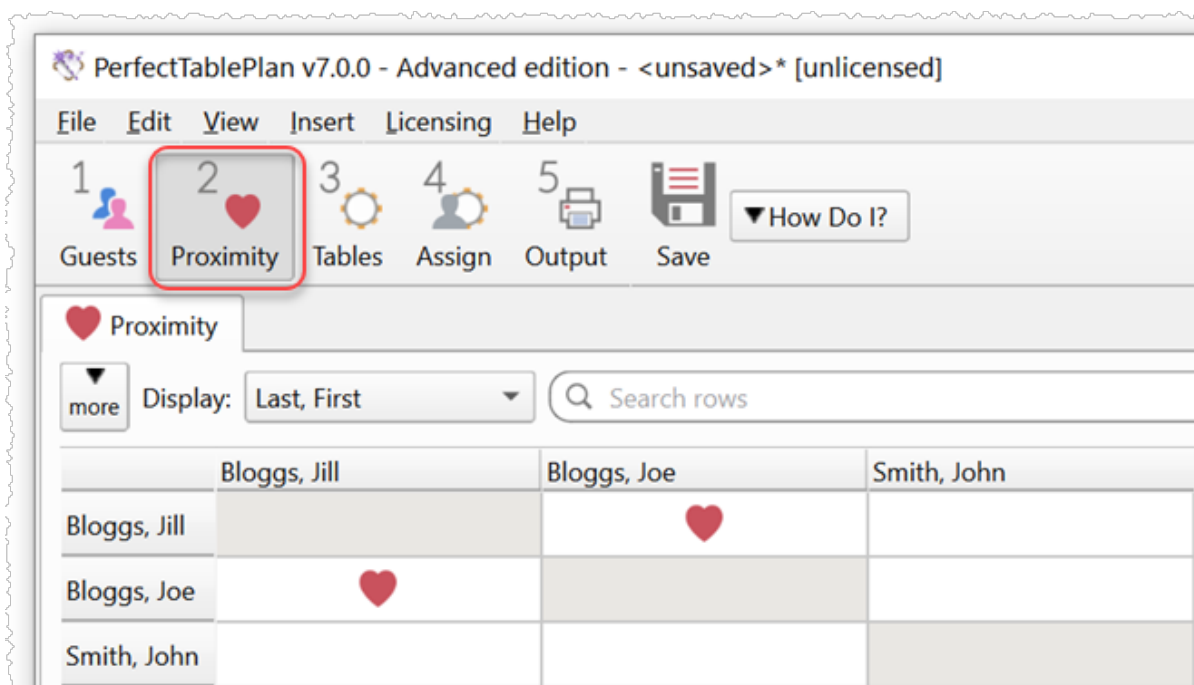 PerfectTablePlan v7.0.0 - Advanced edition - <unsaved>* [unlicensed]
File Edit View Insert Licensing Help
1 2 3 4 5
Guests Proximity Tables Assign Output Save ▼How Do I?
Proximity
more Display: Last, First Search rows
Bloggs, Jill Bloggs, Joe Smith, John
Bloggs, Jill
Bloggs, Joe
Smith, John